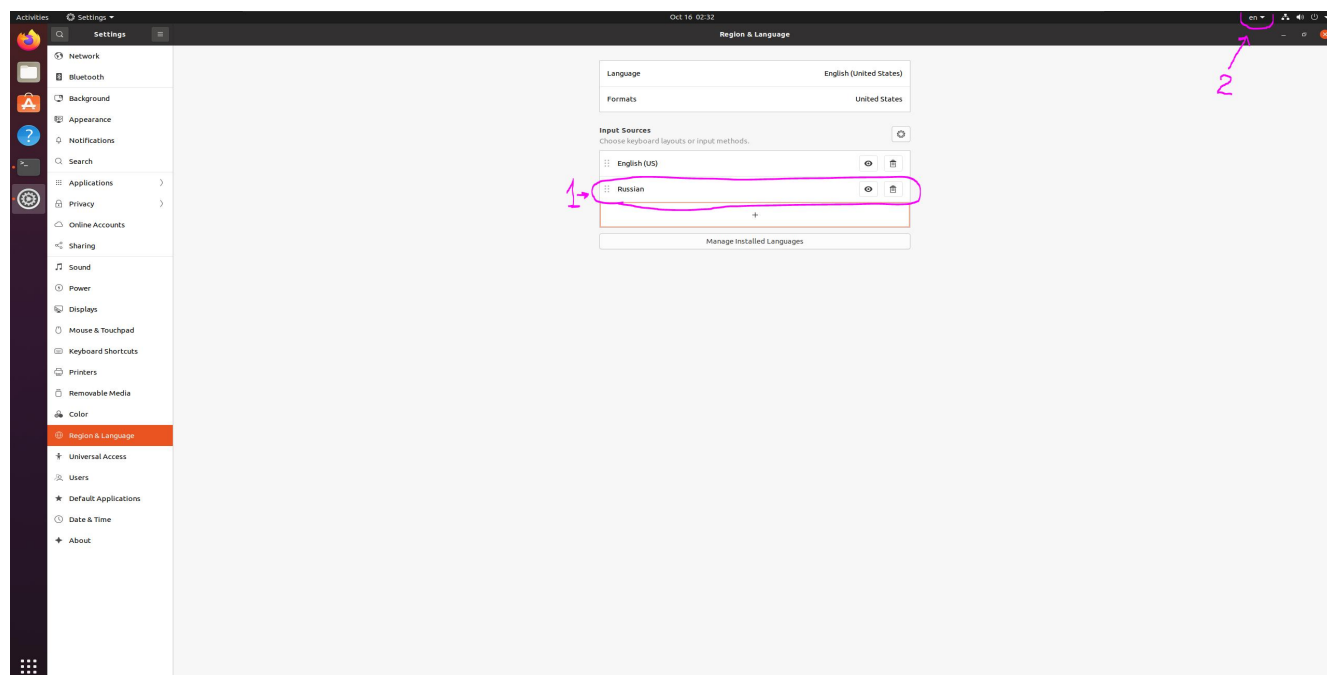 Activities Settings Oct 16 02:32 en
Settings Region & Language
2
Network
Bluetooth
Background
Appearance
Notifications
Search
Applications
Privacy
Online Accounts
Sharing
Sound
Power
Displays
Mouse & Touchpad
Keyboard Shortcuts
Printers
Removable Media
Color
Region & Language
Universal Access
Users
Default Applications
Date & Time
About
Language English (United States)
Formats United States
Input Sources
Choose keyboard layouts or input methods.
English (US)
1 Russian
+
Manage Installed Languages